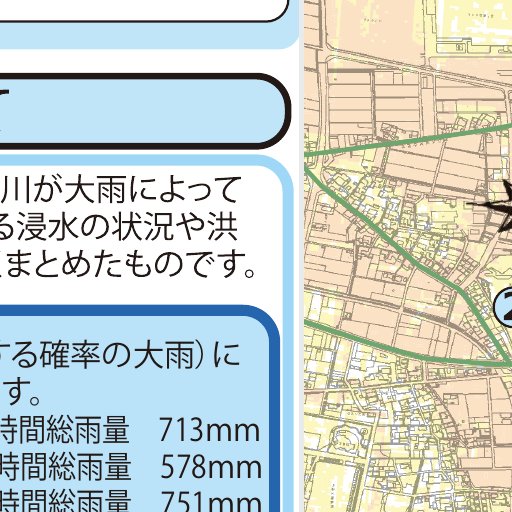 て
川が大雨によって
る浸水の状況や洪
まとめたものです。
する確率の大雨）に
す。
時間総雨量 713mm
時間総雨量 578mm
時間総雨量 751mm
2